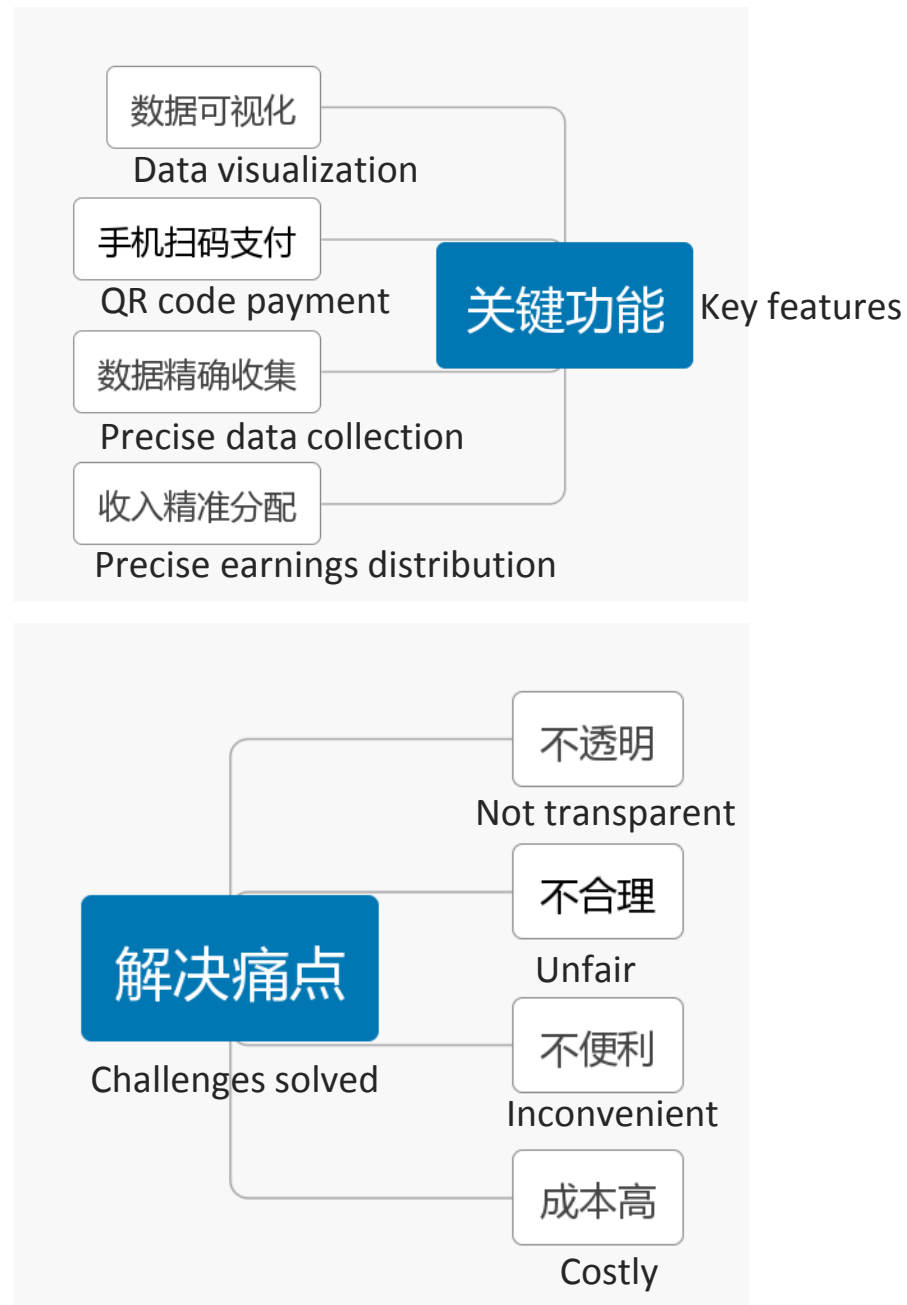 数据可视化
Data visualization
手机扫码支付
QR code payment
关键功能
Key features
数据精确收集
Precise data collection
收入精准分配
Precise earnings distribution
不透明
Not transparent
不合理
Unfair
解决痛点
Challenges solved
不便利
Inconvenient
成本高
Costly